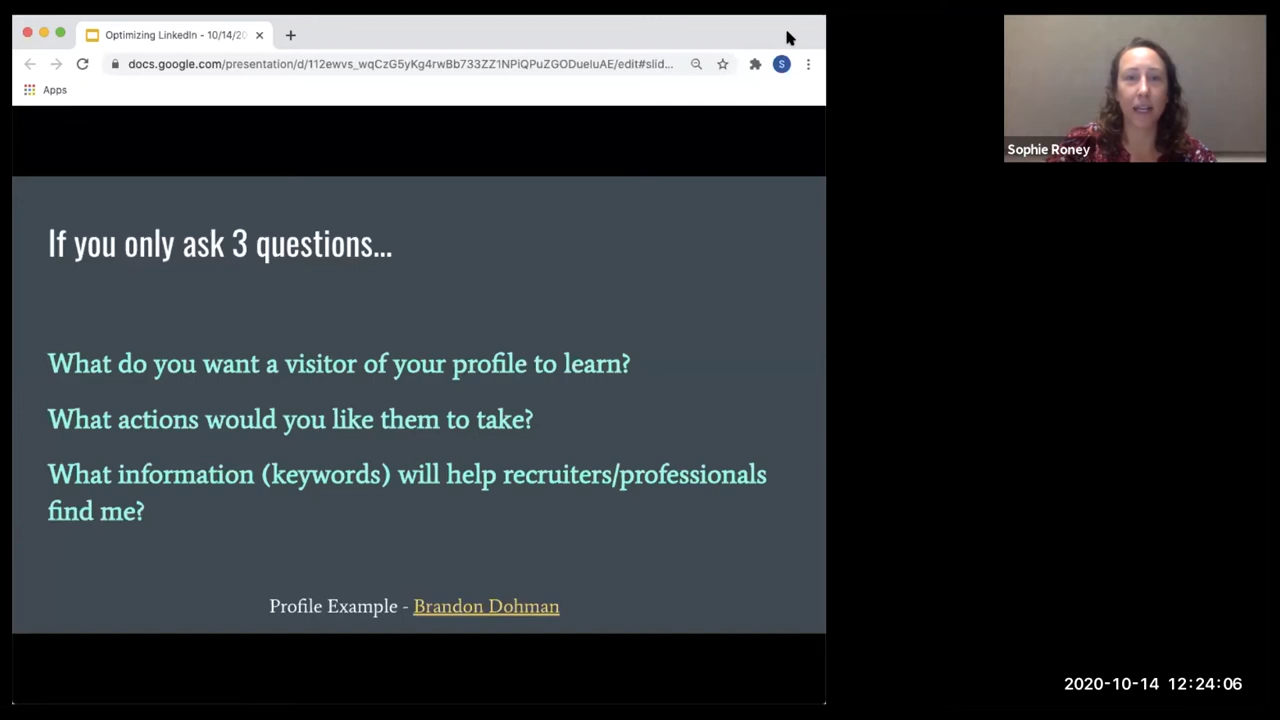 Optimizing LinkedIn - 10/14/20
docs.google.com/presentation/d/112ewvs_wqCzG5yKg4rwBb733ZZ1NPiQPuZGODueluAE/edit#slid...
S
Apps
Sophie Roney
If you only ask 3 questions...
What do you want a visitor of your profile to learn?
What actions would you like them to take?
What information (keywords) will help recruiters/professionals
find me?
Profile Example - Brandon Dohman
2020-10-14 12:24:06